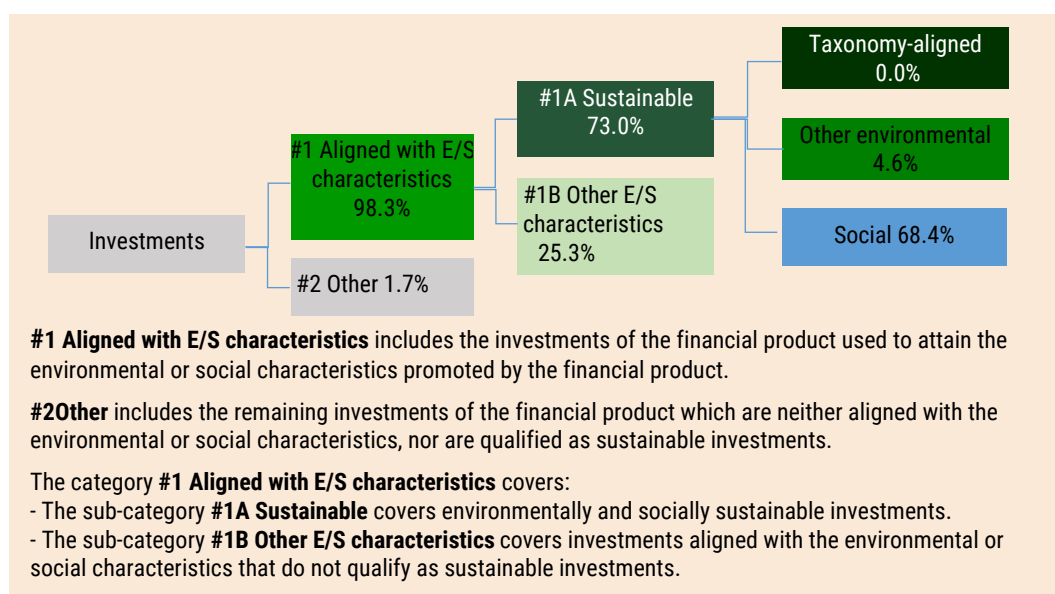 Taxonomy-aligned
0.0%
#1A Sustainable
73.0%
Other environmental
4.6%
#1 Aligned with E/S
characteristics
98.3%
#1B Other E/S
characteristics
25.3%
Investments
Social 68.4%
#2 Other 1.7%
#1 Aligned with E/S characteristics includes the investments of the financial product used to attain the
environmental or social characteristics promoted by the financial product.
#2Other includes the remaining investments of the financial product which are neither aligned with the
environmental or social characteristics, nor are qualified as sustainable investments.
The category #1 Aligned with E/S characteristics covers:
- The sub-category #1A Sustainable covers environmentally and socially sustainable investments.
- The sub-category #1B Other E/S characteristics covers investments aligned with the environmental or
social characteristics that do not qualify as sustainable investments.